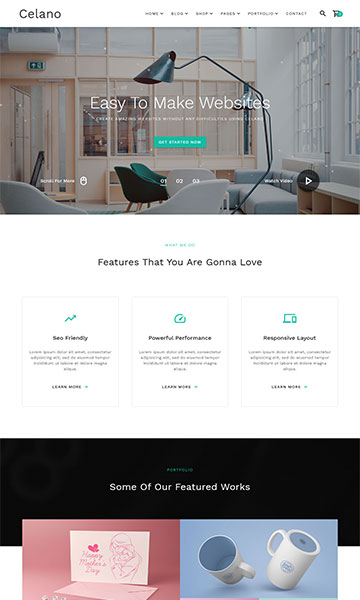 Celano
HOME BLOG SHOP PAGES PORTFOLIO CONTACT
Easy To Make Websites
CREATE AMAZING WEBSITES WITHOUT ANY DIFFICULTIES USING CELANO
GET STARTED NOW
Scroll For More 01 02 03 Watch Video
WHAT WE DO
Features That You Are Gonna Love
Seo Friendly
Lorem ipsum dolor sit amet, consectetur
adipisicing elit, sed do eiusmod tempor
incididunt ut labore et dolore magna
aliqua.
LEARN MORE
Powerful Performance
Lorem ipsum dolor sit amet, consectetur
adipisicing elit, sed do eiusmod tempor
incididunt ut labore et dolore magna
aliqua.
LEARN MORE
Responsive Layout
Lorem ipsum dolor sit amet, consectetur
adipisicing elit, sed do eiusmod tempor
incididunt ut labore et dolore magna
aliqua.
LEARN MORE
PORTFOLIO
Some Of Our Featured Works
Happy
Mother's
Day